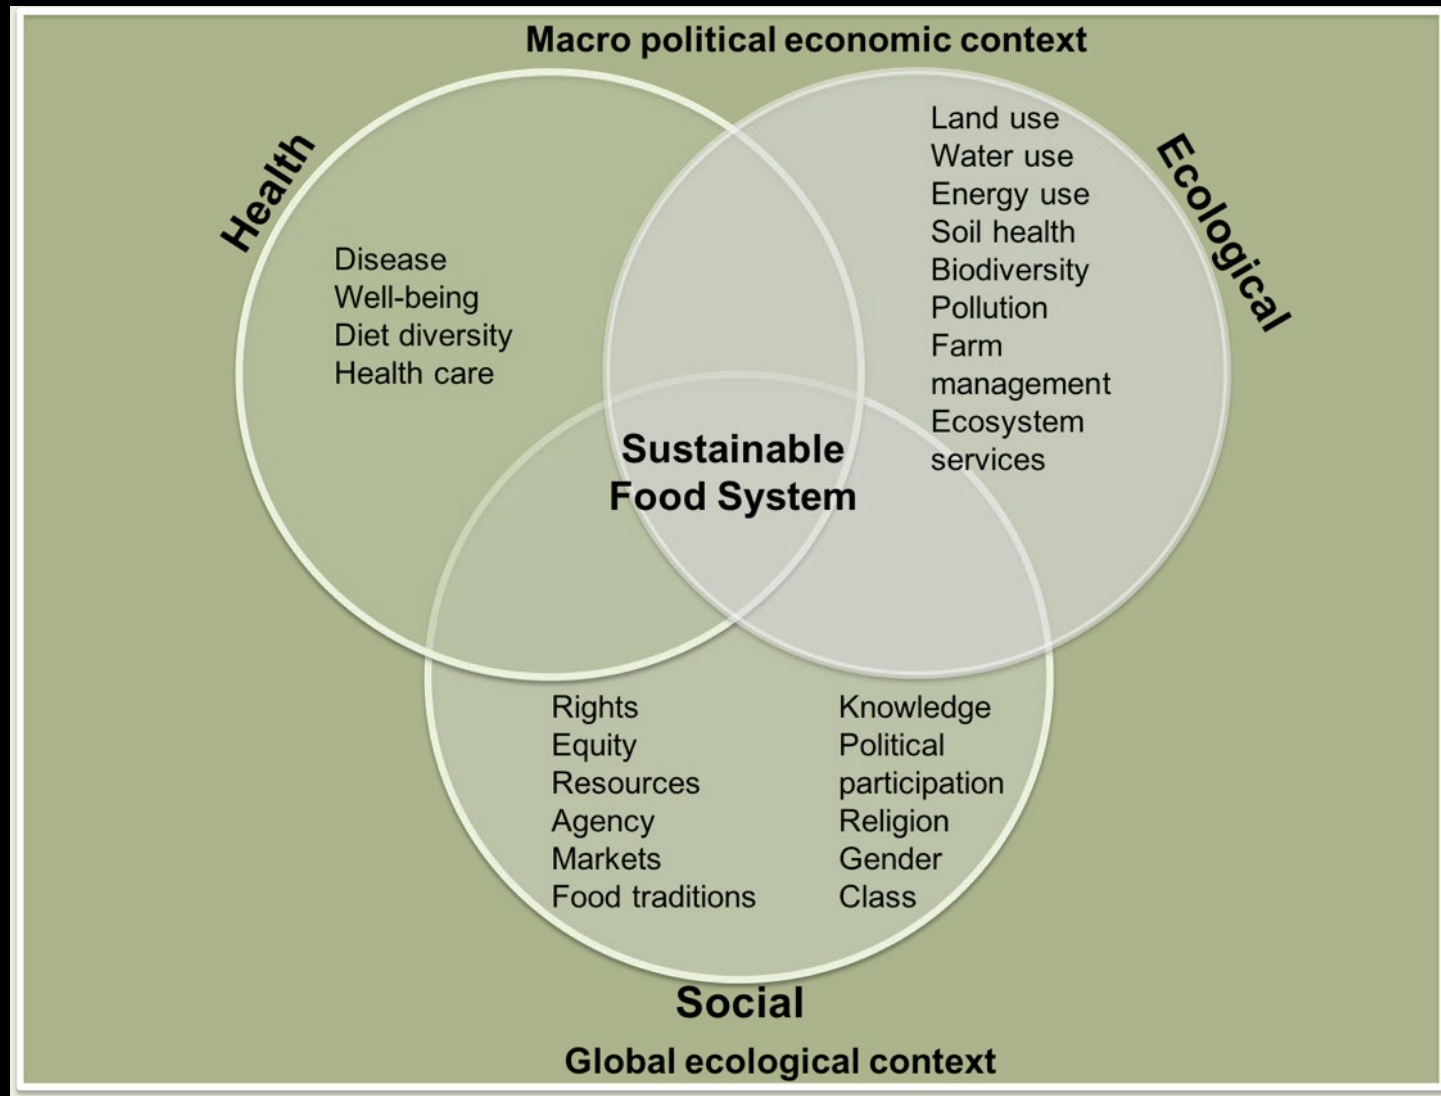 Macro political economic context
Health
Ecological
Disease
Well-being
Diet diversity
Health care
Land use
Water use
Energy use
Soil health
Biodiversity
Pollution
Farm
management
Ecosystem
services
Sustainable
Food System
Rights
Equity
Resources
Agency
Markets
Food traditions
Knowledge
Political
participation
Religion
Gender
Class
Social
Global ecological context